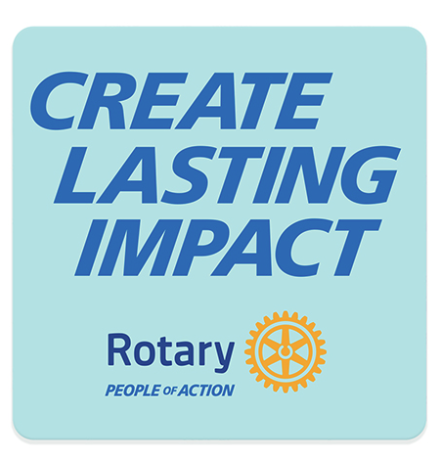 CREATE
LASTING
IMPACT
Rotary
PEOPLE OF ACTION